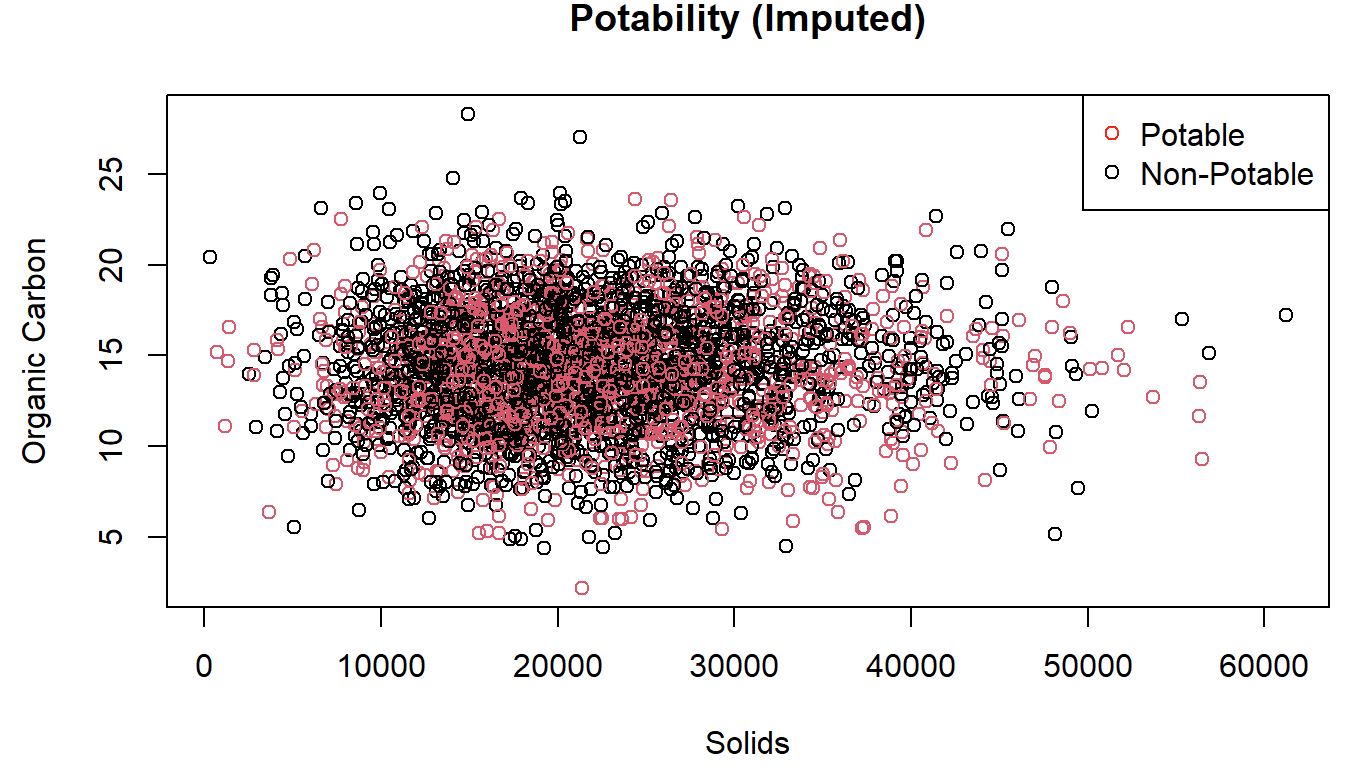 Potability (Imputed)
Potable
Non-Potable
Organic Carbon
25
20
15
10
5
0 10000 20000 30000 40000 50000 60000
Solids